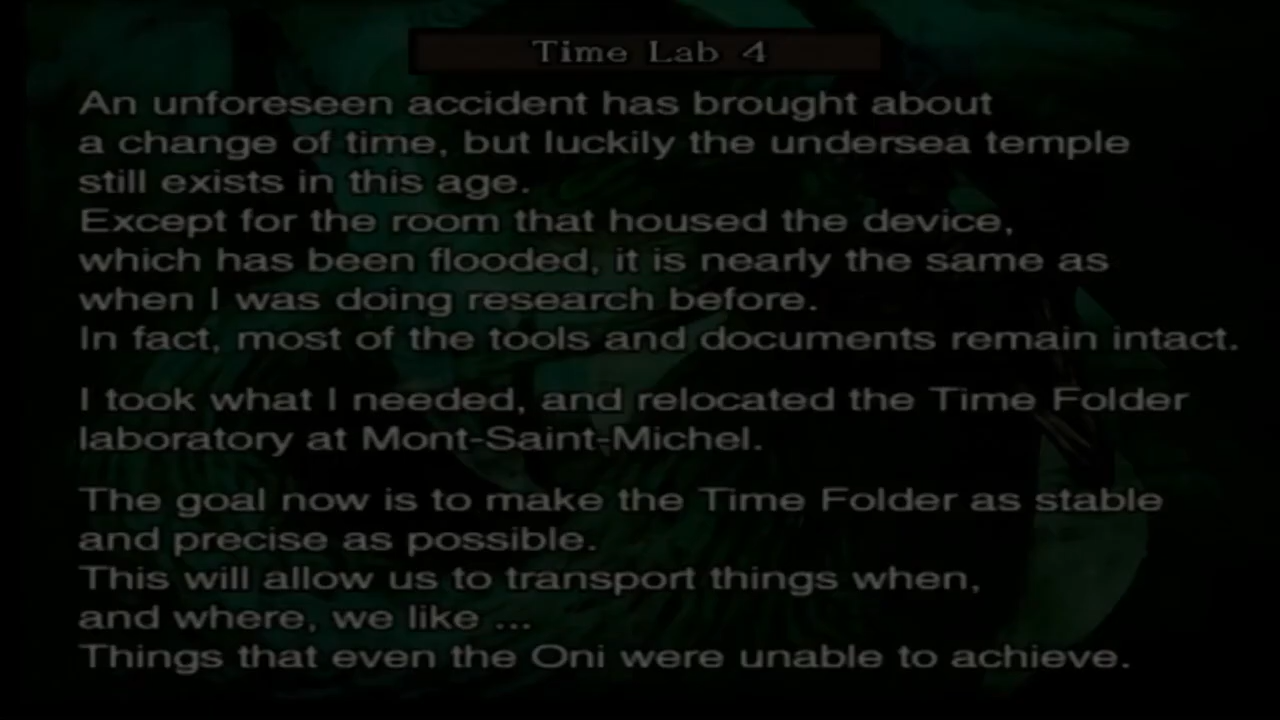 Time Lab 4
An unforeseen accident has brought about
a change of time, but luckily the undersea temple
still exists in this age.
Except for the room that housed the device,
which has been flooded, it is nearly the same as
when I was doing research before.
In fact, most of the tools and documents remain intact.
I took what I needed, and relocated the Time Folder
laboratory at Mont-Saint-Michel.
The goal now is to make the Time Folder as stable
and precise as possible.
This will allow us to transport things when,
and where, we like ...
Things that even the Oni were unable to achieve.